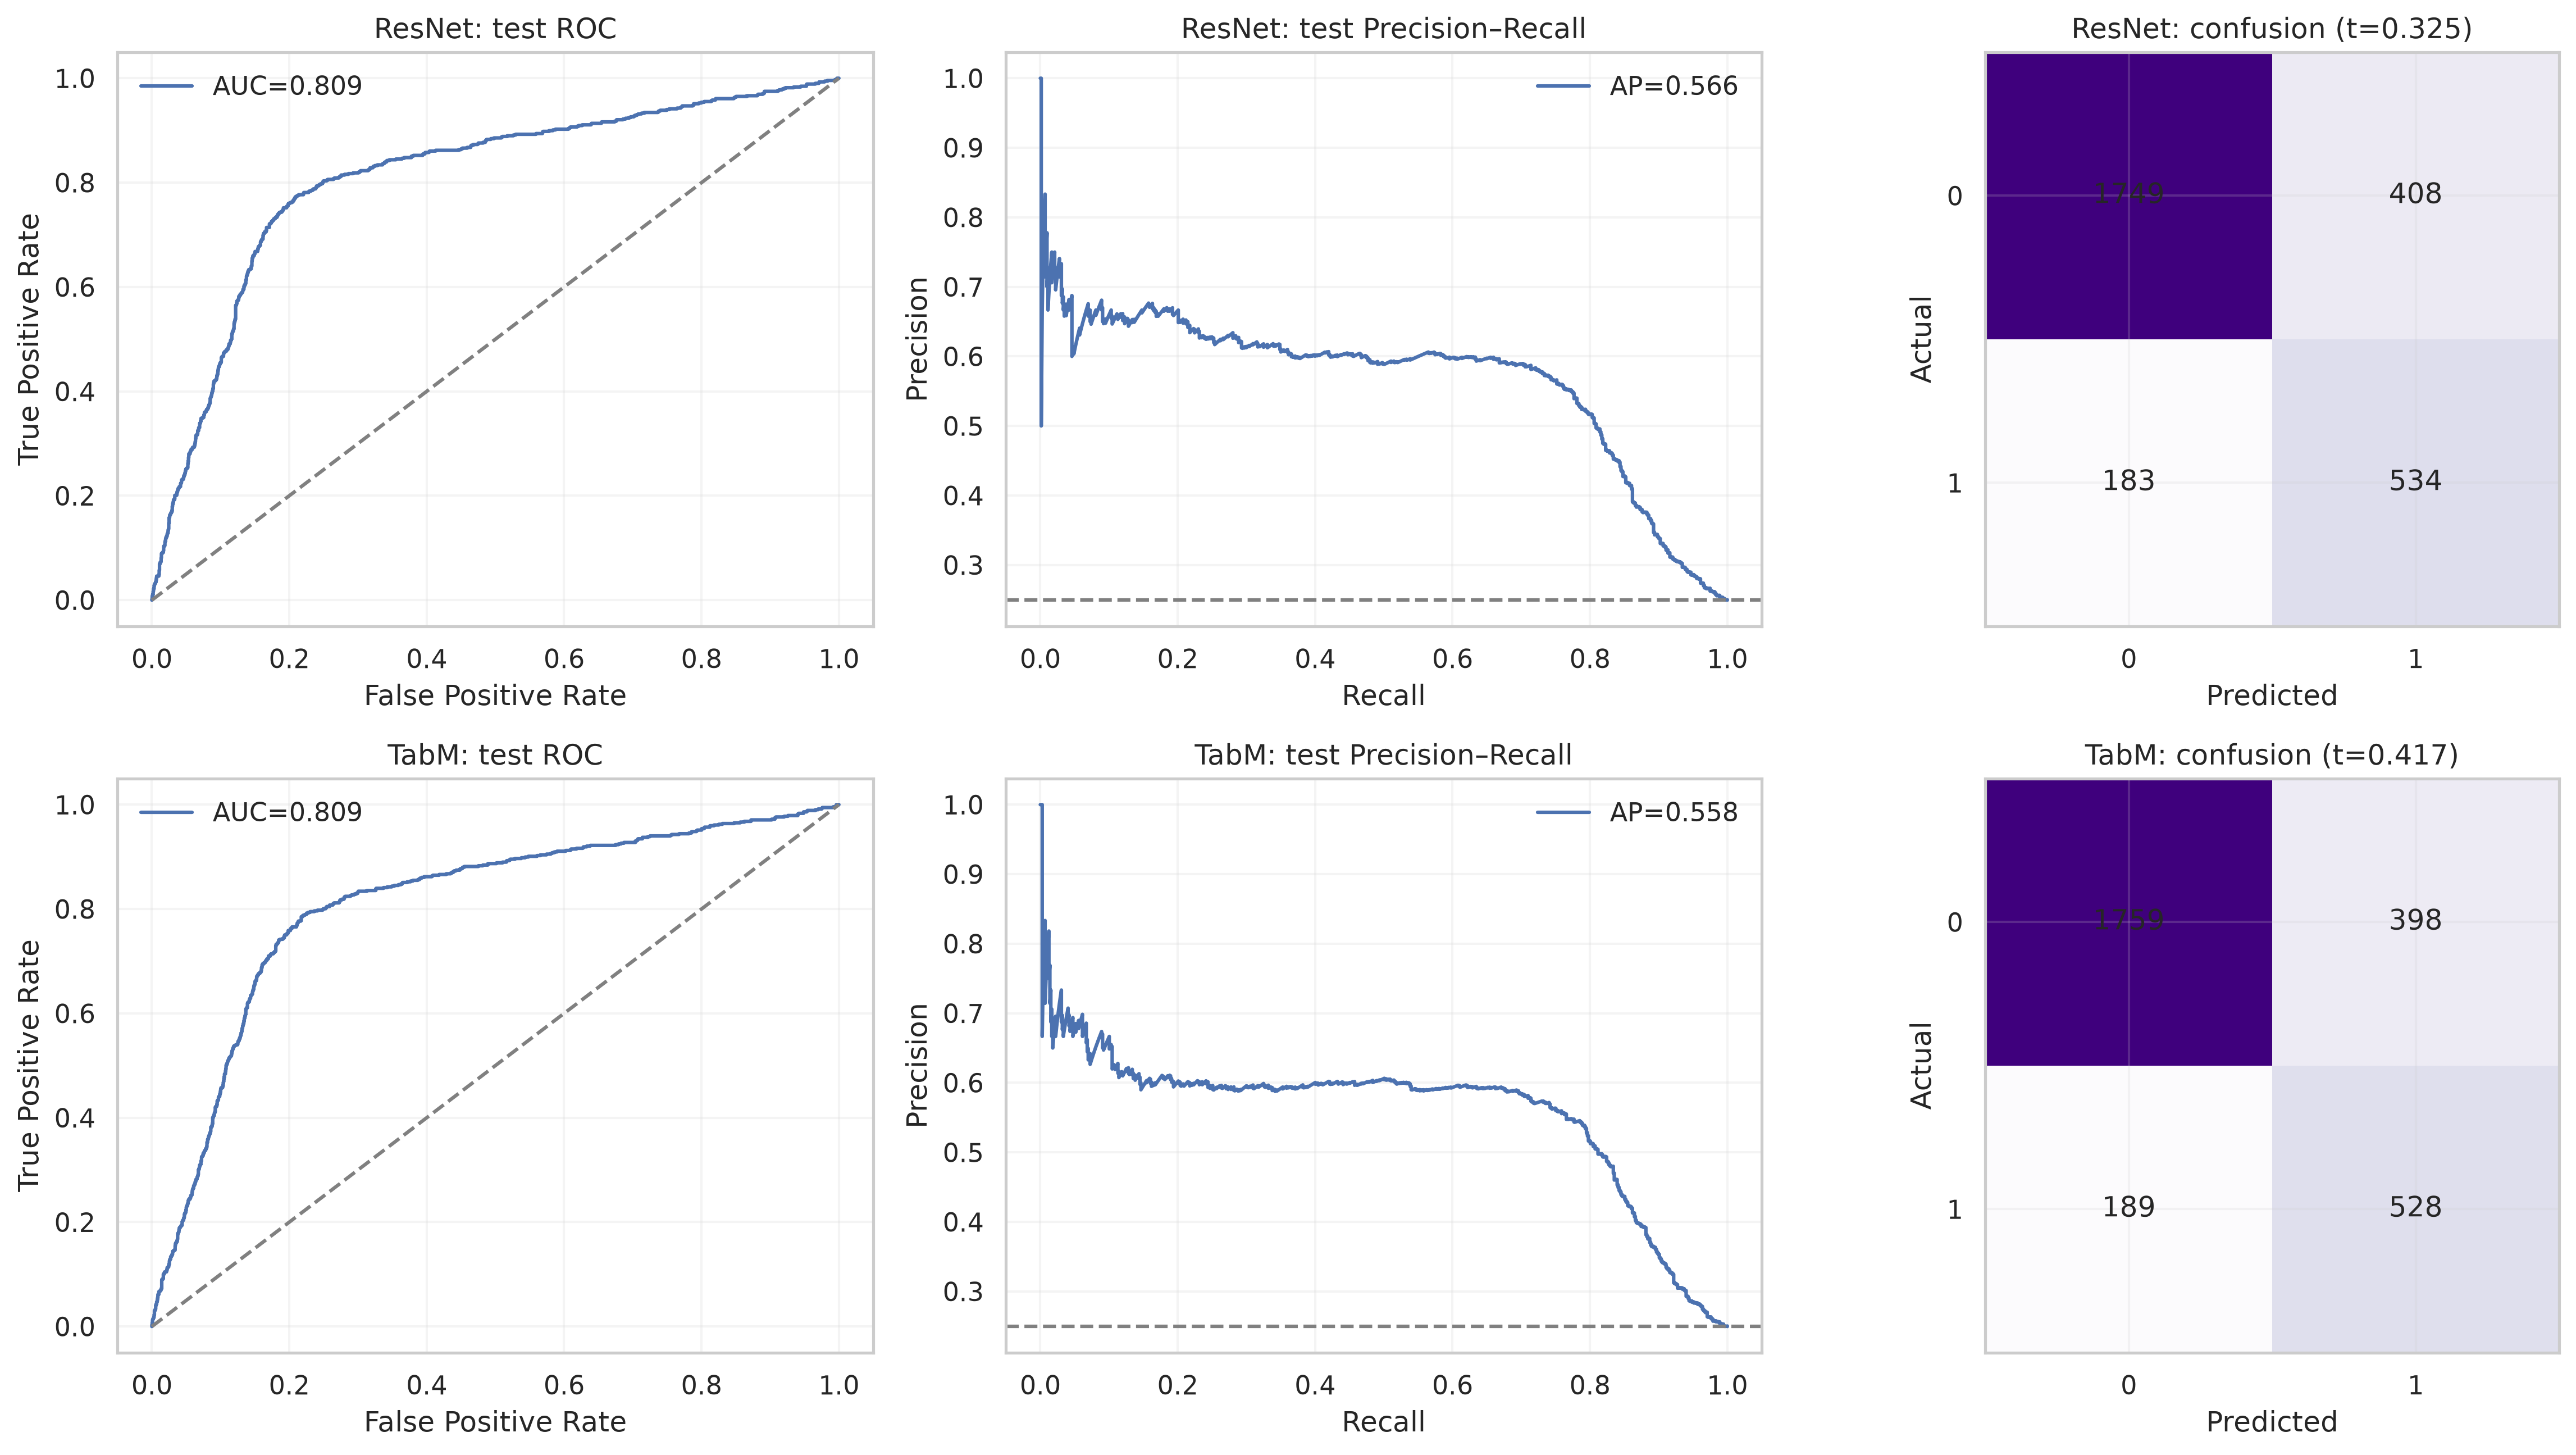 ResNet: test ROC
AUC=0.809
True Positive Rate
1.0
0.8
0.6
0.4
0.2
0.0
0.0 0.2 0.4 0.6 0.8 1.0
False Positive Rate
ResNet: test Precision–Recall
AP=0.566
Precision
1.0
0.9
0.8
0.7
0.6
0.5
0.4
0.3
0.0 0.2 0.4 0.6 0.8 1.0
Recall
ResNet: confusion (t=0.325)
Actual
0
1
1749 408
183 534
0 1
Predicted
TabM: test ROC
AUC=0.809
True Positive Rate
1.0
0.8
0.6
0.4
0.2
0.0
0.0 0.2 0.4 0.6 0.8 1.0
False Positive Rate
TabM: test Precision–Recall
AP=0.558
Precision
1.0
0.9
0.8
0.7
0.6
0.5
0.4
0.3
0.0 0.2 0.4 0.6 0.8 1.0
Recall
TabM: confusion (t=0.417)
Actual
0
1
1759 398
189 528
0 1
Predicted